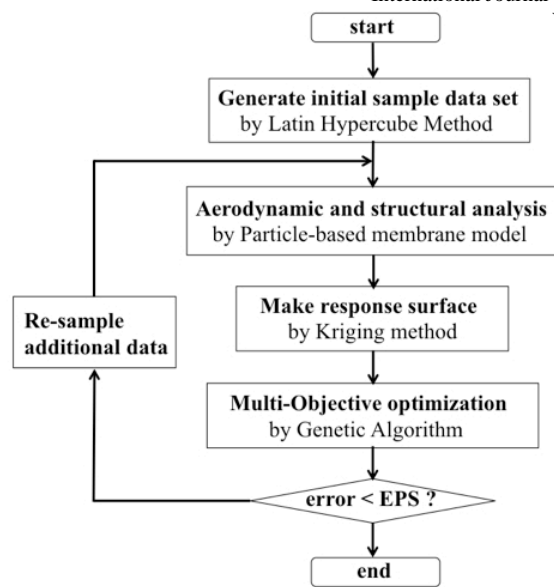 International Journal
start
Generate initial sample data set
by Latin Hypercube Method
Aerodynamic and structural analysis
by Particle-based membrane model
Make response surface
by Kriging method
Re-sample
additional data
Multi-Objective optimization
by Genetic Algorithm
error < EPS ?
end